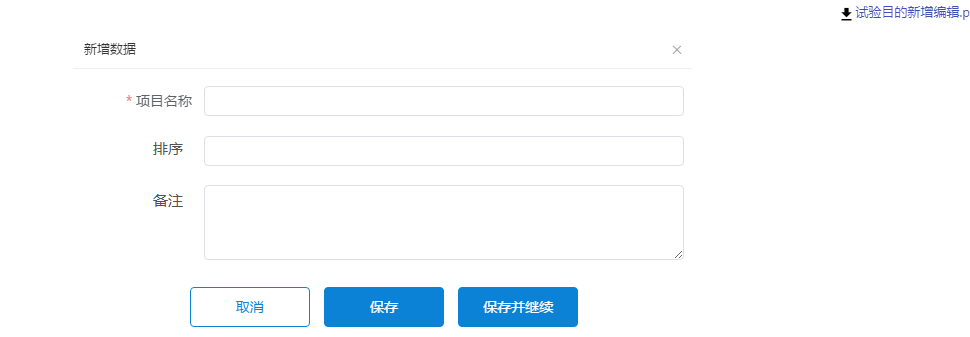 试验目的新增编辑.p
新增数据
* 项目名称
排序
备注
取消 保存 保存并继续